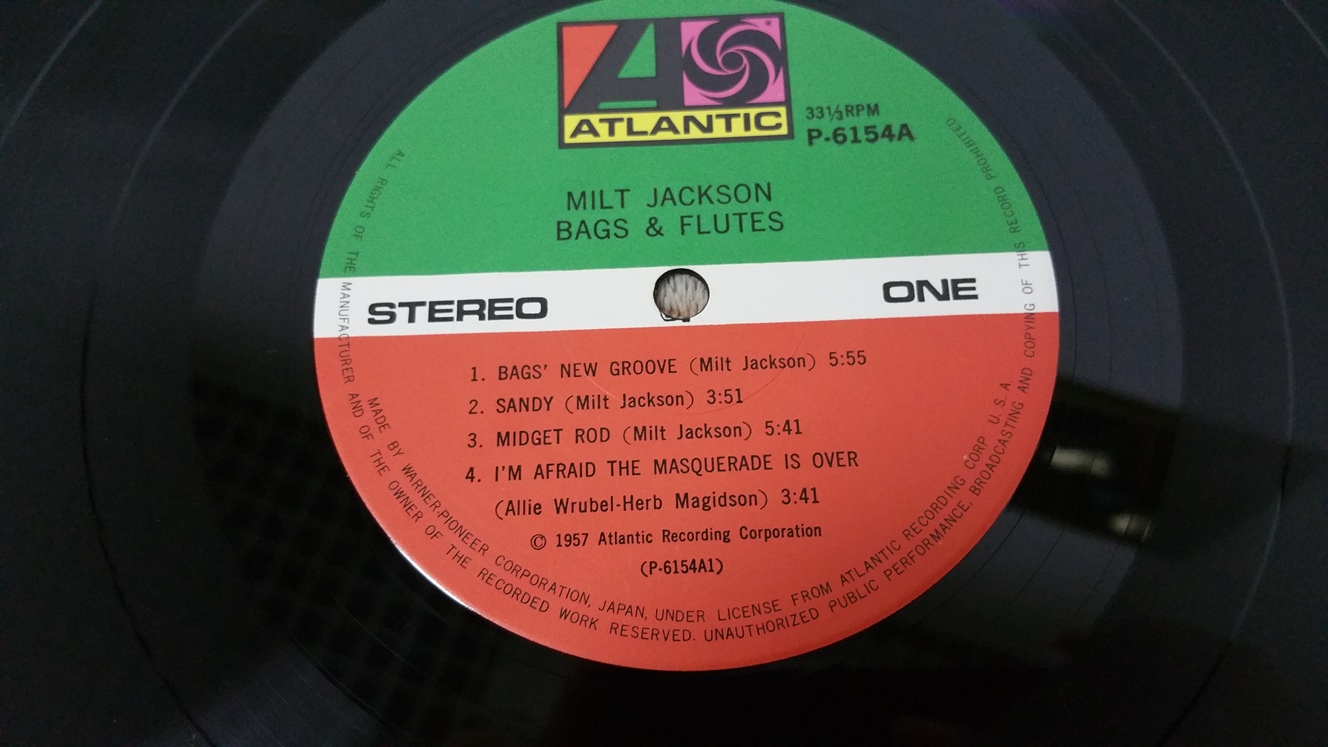 ATLANTIC
33⅓ RPM
P-6154A
MILT JACKSON
BAGS & FLUTES
STEREO
ONE
1. BAGS' NEW GROOVE (Milt Jackson) 5:55
2. SANDY (Milt Jackson) 3:51
3. MIDGET ROD (Milt Jackson) 5:41
4. I'M AFRAID THE MASQUERADE IS OVER
(Allie Wrubel-Herb Magidson) 3:41
© 1957 Atlantic Recording Corporation
(P-6154A1)
MADE BY WARNER-PIONEER CORPORATION, JAPAN, UNDER LICENSE FROM ATLANTIC RECORDING CORP U. S. A.
ALL RIGHTS OF THE MANUFACTURER AND OF THE OWNER OF THE RECORDED WORK RESERVED. UNAUTHORIZED PUBLIC PERFORMANCE, BROADCASTING AND COPYING OF THIS RECORD PROHIBITED